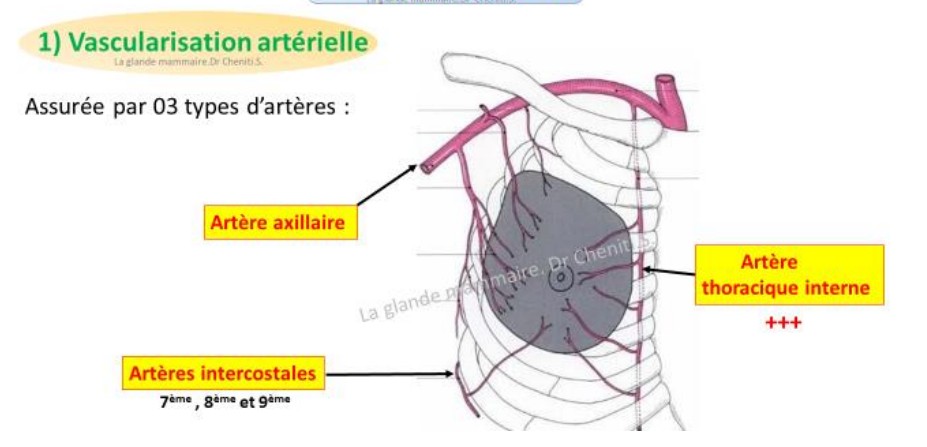 1) Vascularisation artérielle
La glande mammaire.Dr Cheniti.S.
Assurée par 03 types d'artères :
Artère axillaire
Artère
thoracique interne
+++
La glande mammaire. Dr Cheniti.S.
Artères intercostales
7ème , 8ème et 9ème